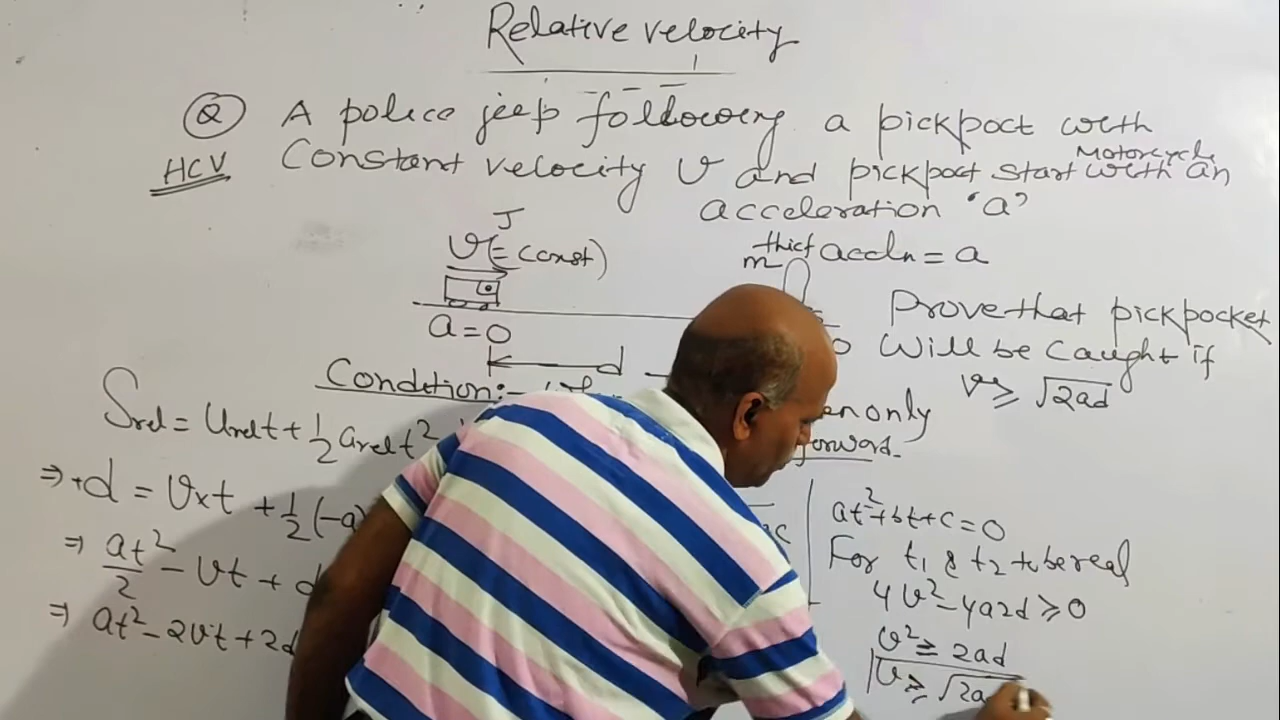 Relative velocity
Q A police jeep following a pickpoct with
HCV Constant velocity v and pickpoct start with an
Motorcycle
acceleration 'a'
J
v(= const)
thief
m accln = a
a = 0
d
Prove that pickpocket
will be caught if
v ≥ √2ad
Condition:-
only
forward.
Srel = Urelt + 1/2 arelt²
⇒ +d = v×t + 1/2 (-a)
⇒ at²/2 - vt + d
⇒ at² - 2vt + 2d
at² + bt + c = 0
For t1 & t2 to be real
4v² - 4a2d ≥ 0
v² ≥ 2ad
v ≥ √2a